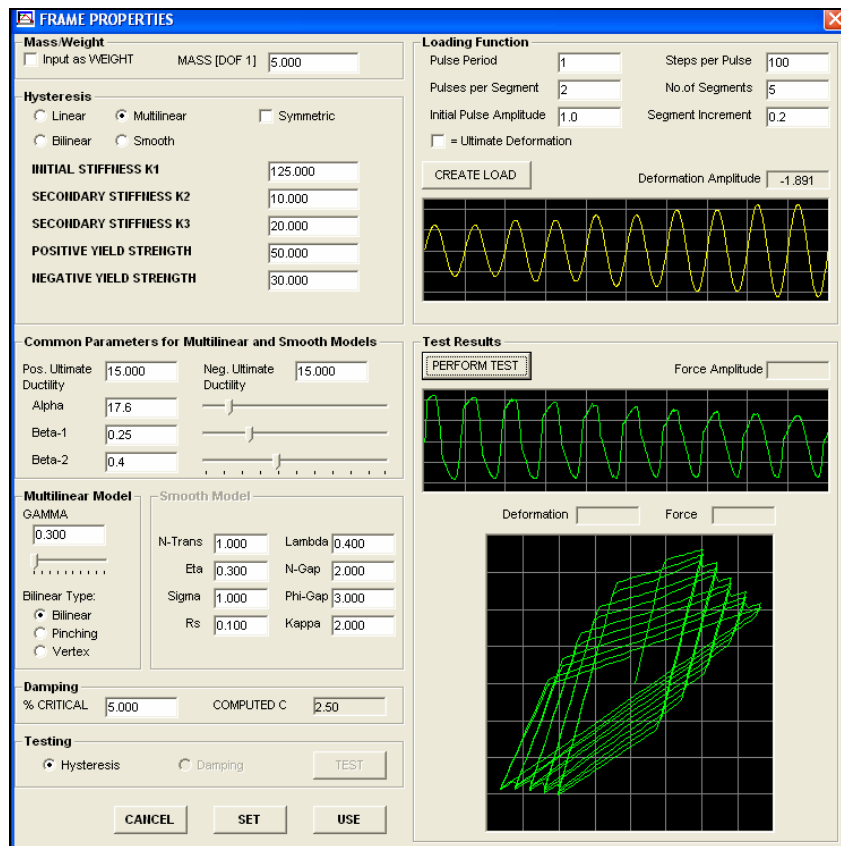 FRAME PROPERTIES
Mass/Weight
Input as WEIGHT MASS [DOF 1] 5.000
Hysteresis
Linear Multilinear Symmetric
Bilinear Smooth
INITIAL STIFFNESS K1 125.000
SECONDARY STIFFNESS K2 10.000
SECONDARY STIFFNESS K3 20.000
POSITIVE YIELD STRENGTH 50.000
NEGATIVE YIELD STRENGTH 30.000
Common Parameters for Multilinear and Smooth Models
Pos. Ultimate Ductility 15.000 Neg. Ultimate Ductility 15.000
Alpha 17.6
Beta-1 0.25
Beta-2 0.4
Multilinear Model
GAMMA
0.300
Bilinear Type:
Bilinear
Pinching
Vertex
Smooth Model
N-Trans 1.000 Lambda 0.400
Eta 0.300 N-Gap 2.000
Sigma 1.000 Phi-Gap 3.000
Rs 0.100 Kappa 2.000
Damping
% CRITICAL 5.000 COMPUTED C 2.50
Testing
Hysteresis Damping TEST
CANCEL SET USE
Loading Function
Pulse Period 1 Steps per Pulse 100
Pulses per Segment 2 No.of Segments 5
Initial Pulse Amplitude 1.0 Segment Increment 0.2
= Ultimate Deformation
CREATE LOAD Deformation Amplitude -1.891
Test Results
PERFORM TEST Force Amplitude
Deformation Force